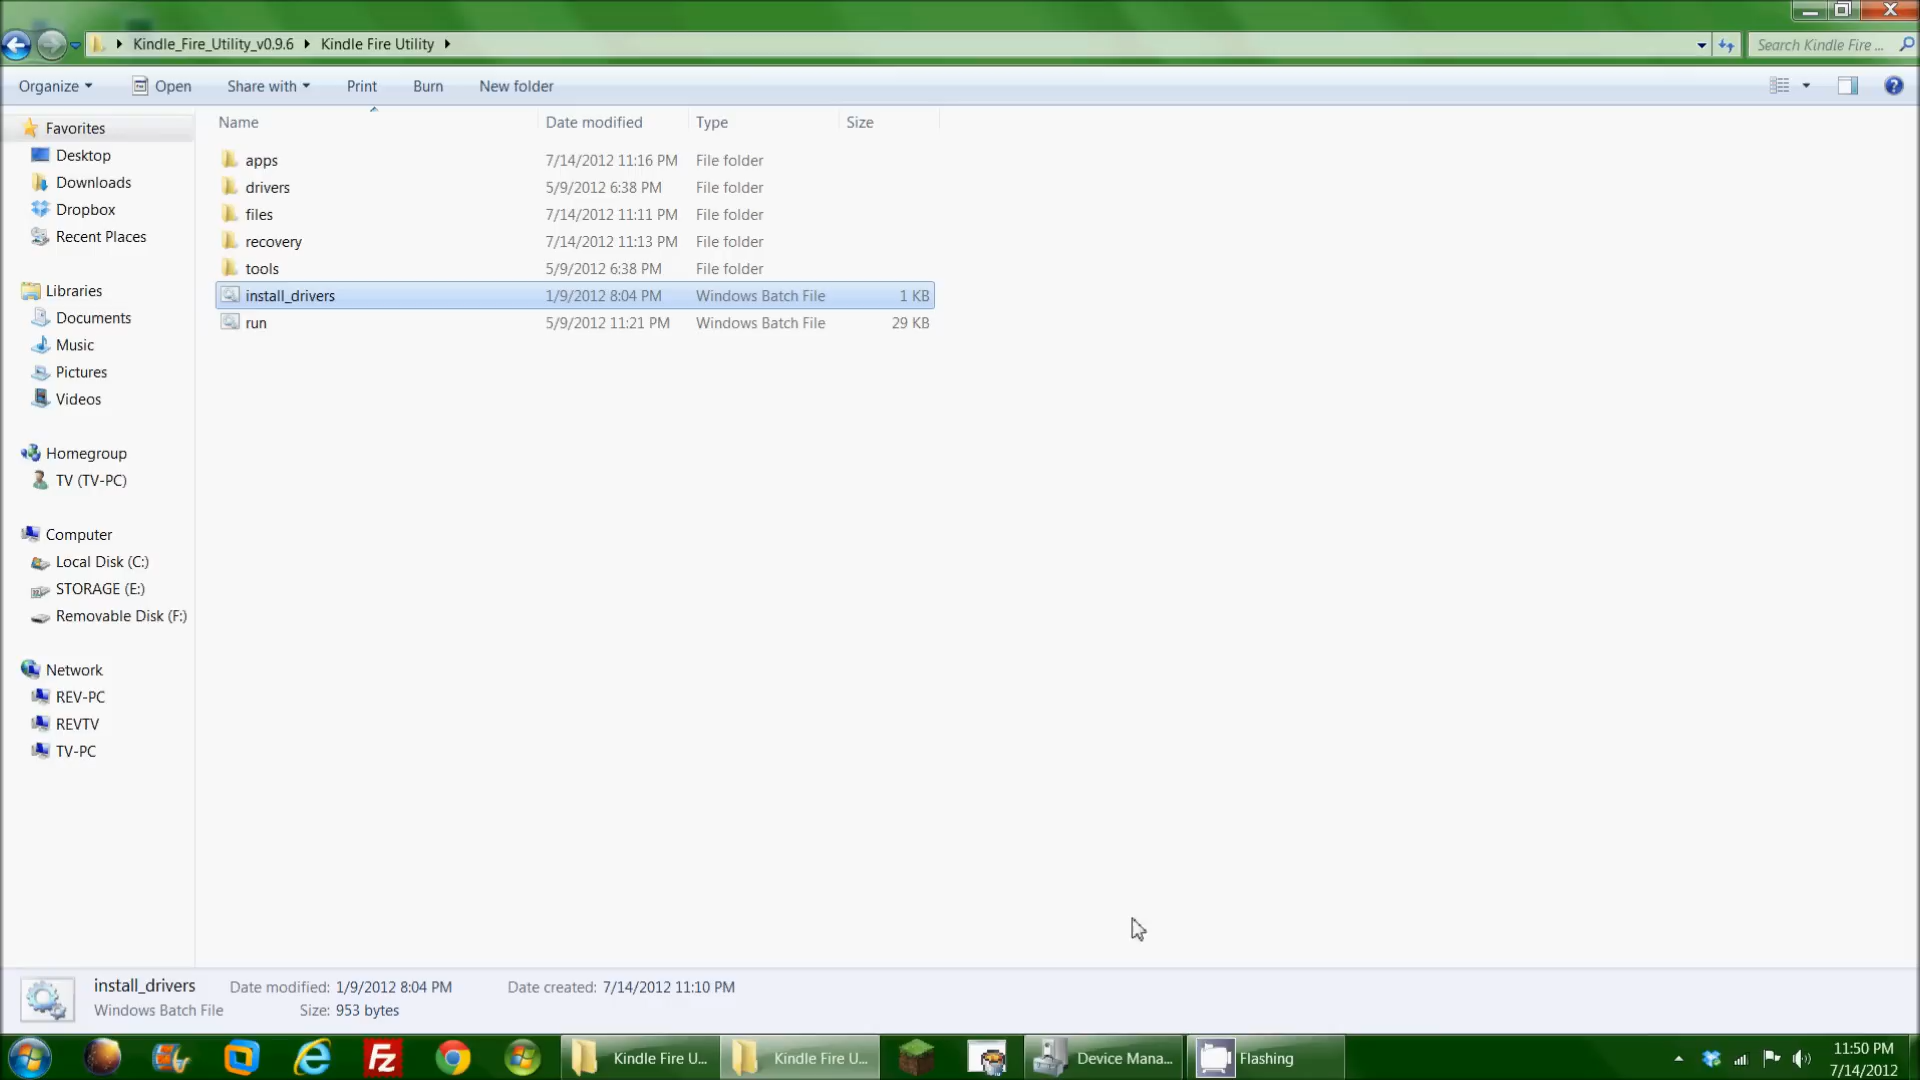 Kindle_Fire_Utility_v0.9.6 Kindle Fire Utility Search Kindle Fire ...
Organize Open Share with Print Burn New folder
Name Date modified Type Size
Favorites
Desktop
Downloads
Dropbox
Recent Places
Libraries
Documents
Music
Pictures
Videos
Homegroup
TV (TV-PC)
Computer
Local Disk (C:)
STORAGE (E:)
Removable Disk (F:)
Network
REV-PC
REVTV
TV-PC
apps 7/14/2012 11:16 PM File folder
drivers 5/9/2012 6:38 PM File folder
files 7/14/2012 11:11 PM File folder
recovery 7/14/2012 11:13 PM File folder
tools 5/9/2012 6:38 PM File folder
install_drivers 1/9/2012 8:04 PM Windows Batch File 1 KB
run 5/9/2012 11:21 PM Windows Batch File 29 KB
install_drivers Date modified: 1/9/2012 8:04 PM Date created: 7/14/2012 11:10 PM
Windows Batch File Size: 953 bytes
Kindle Fire U... Kindle Fire U... Device Mana... Flashing
11:50 PM
7/14/2012